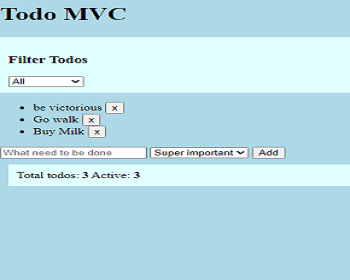 Todo MVC
Filter Todos
All
be victorious x
Go walk x
Buy Milk x
What need to be done Super important Add
Total todos: 3 Active: 3